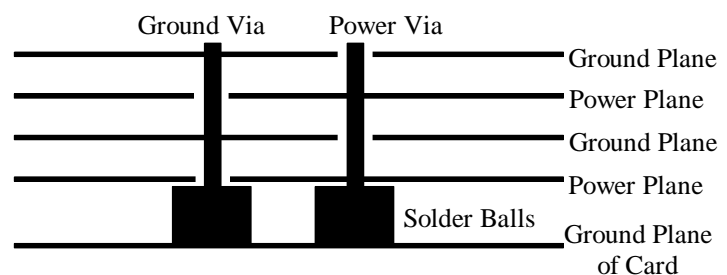 Ground Via
Power Via
Ground Plane
Power Plane
Ground Plane
Power Plane
Solder Balls
Ground Plane
of Card